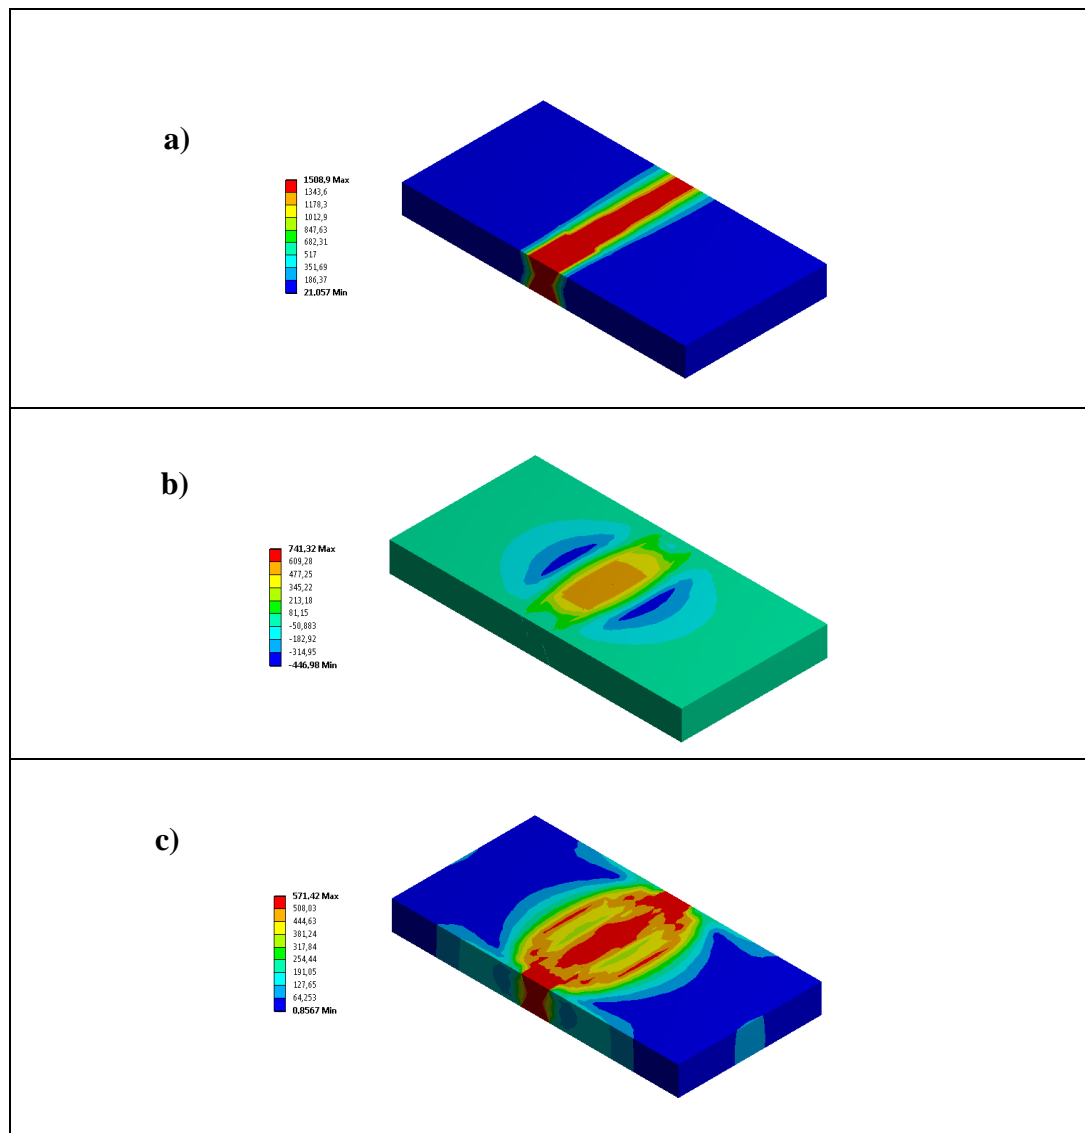 a)
1508,9 Max
1343,6
1178,3
1012,9
847,63
682,31
517
351,69
186,37
21,057 Min
b)
741,32 Max
609,28
477,25
345,22
213,18
81,15
-50,883
-182,92
-314,95
-446,98 Min
c)
571,42 Max
508,03
444,63
381,24
317,84
254,44
191,05
127,65
64,253
0,8567 Min